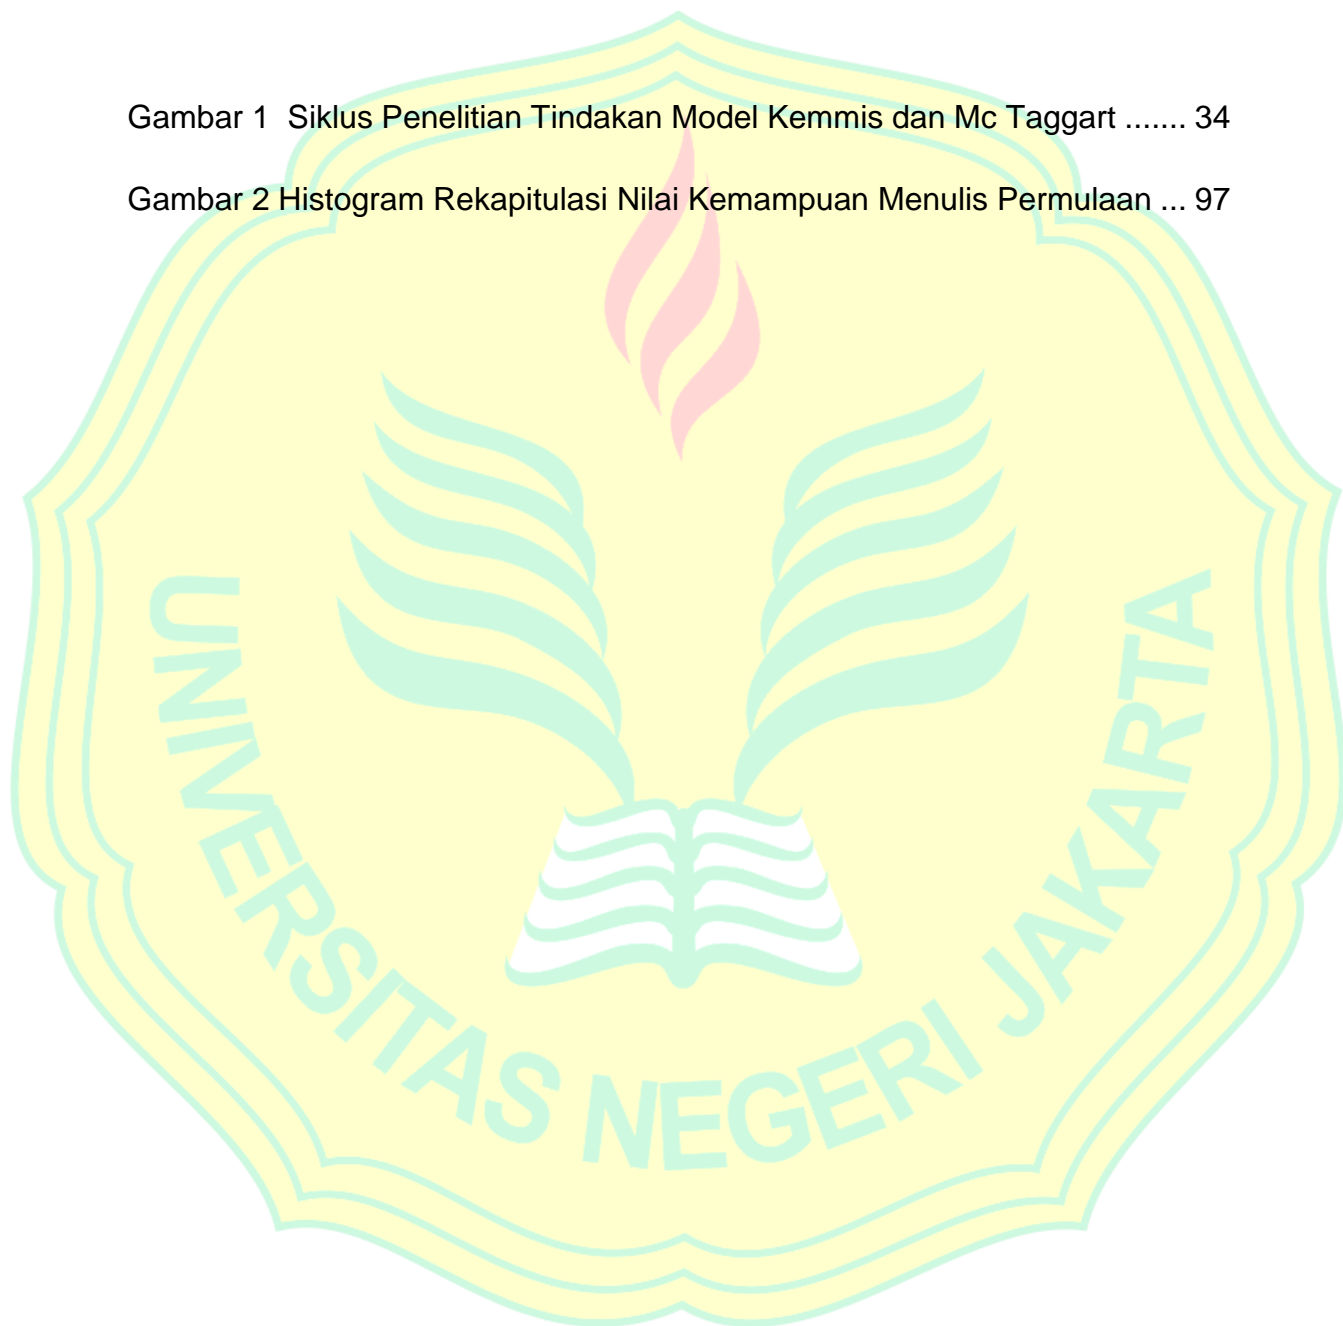 Gambar 1  Siklus Penelitian Tindakan Model Kemmis dan Mc Taggart ....... 34
Gambar 2 Histogram Rekapitulasi Nilai Kemampuan Menulis Permulaan ... 97
UNIVERSITAS NEGERI JAKARTA